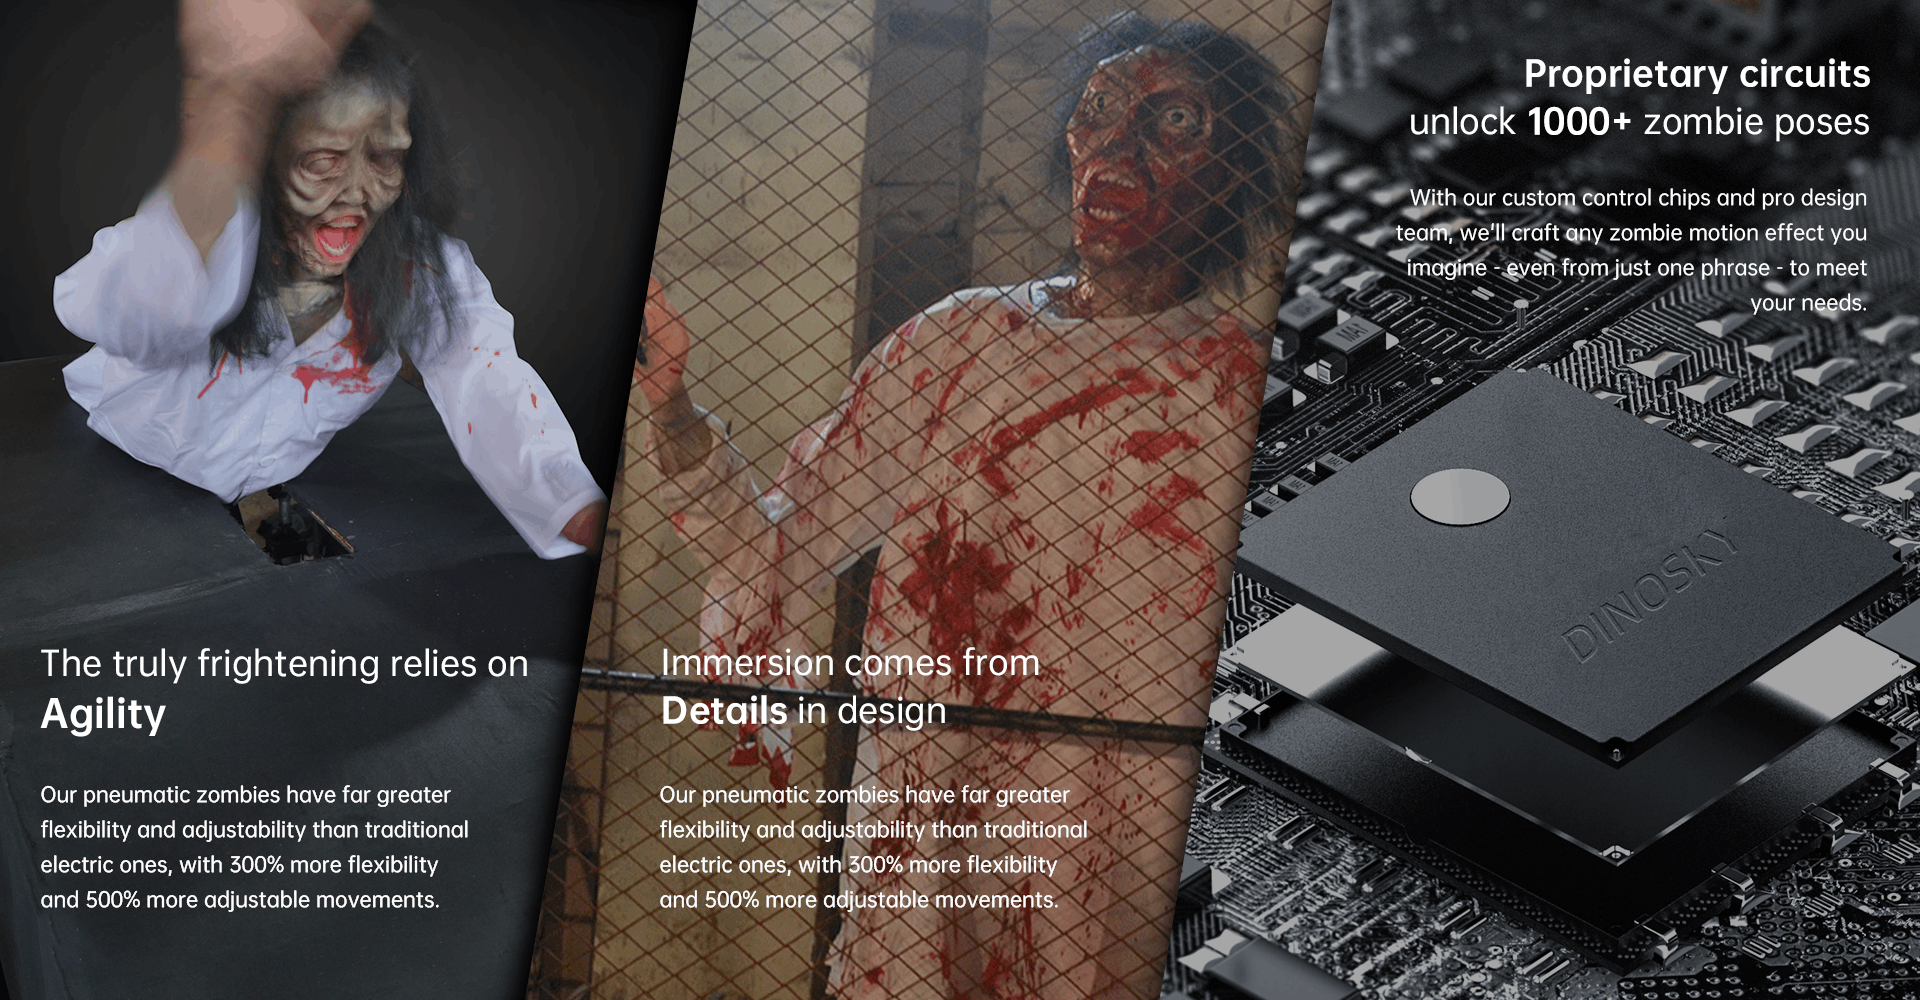 The truly frightening relies on
Agility
Our pneumatic zombies have far greater
flexibility and adjustability than traditional
electric ones, with 300% more flexibility
and 500% more adjustable movements.
Immersion comes from
Details in design
Our pneumatic zombies have far greater
flexibility and adjustability than traditional
electric ones, with 300% more flexibility
and 500% more adjustable movements.
Proprietary circuits
unlock 1000+ zombie poses
With our custom control chips and pro design
team, we'll craft any zombie motion effect you
imagine - even from just one phrase - to meet
your needs.
DINOSKY